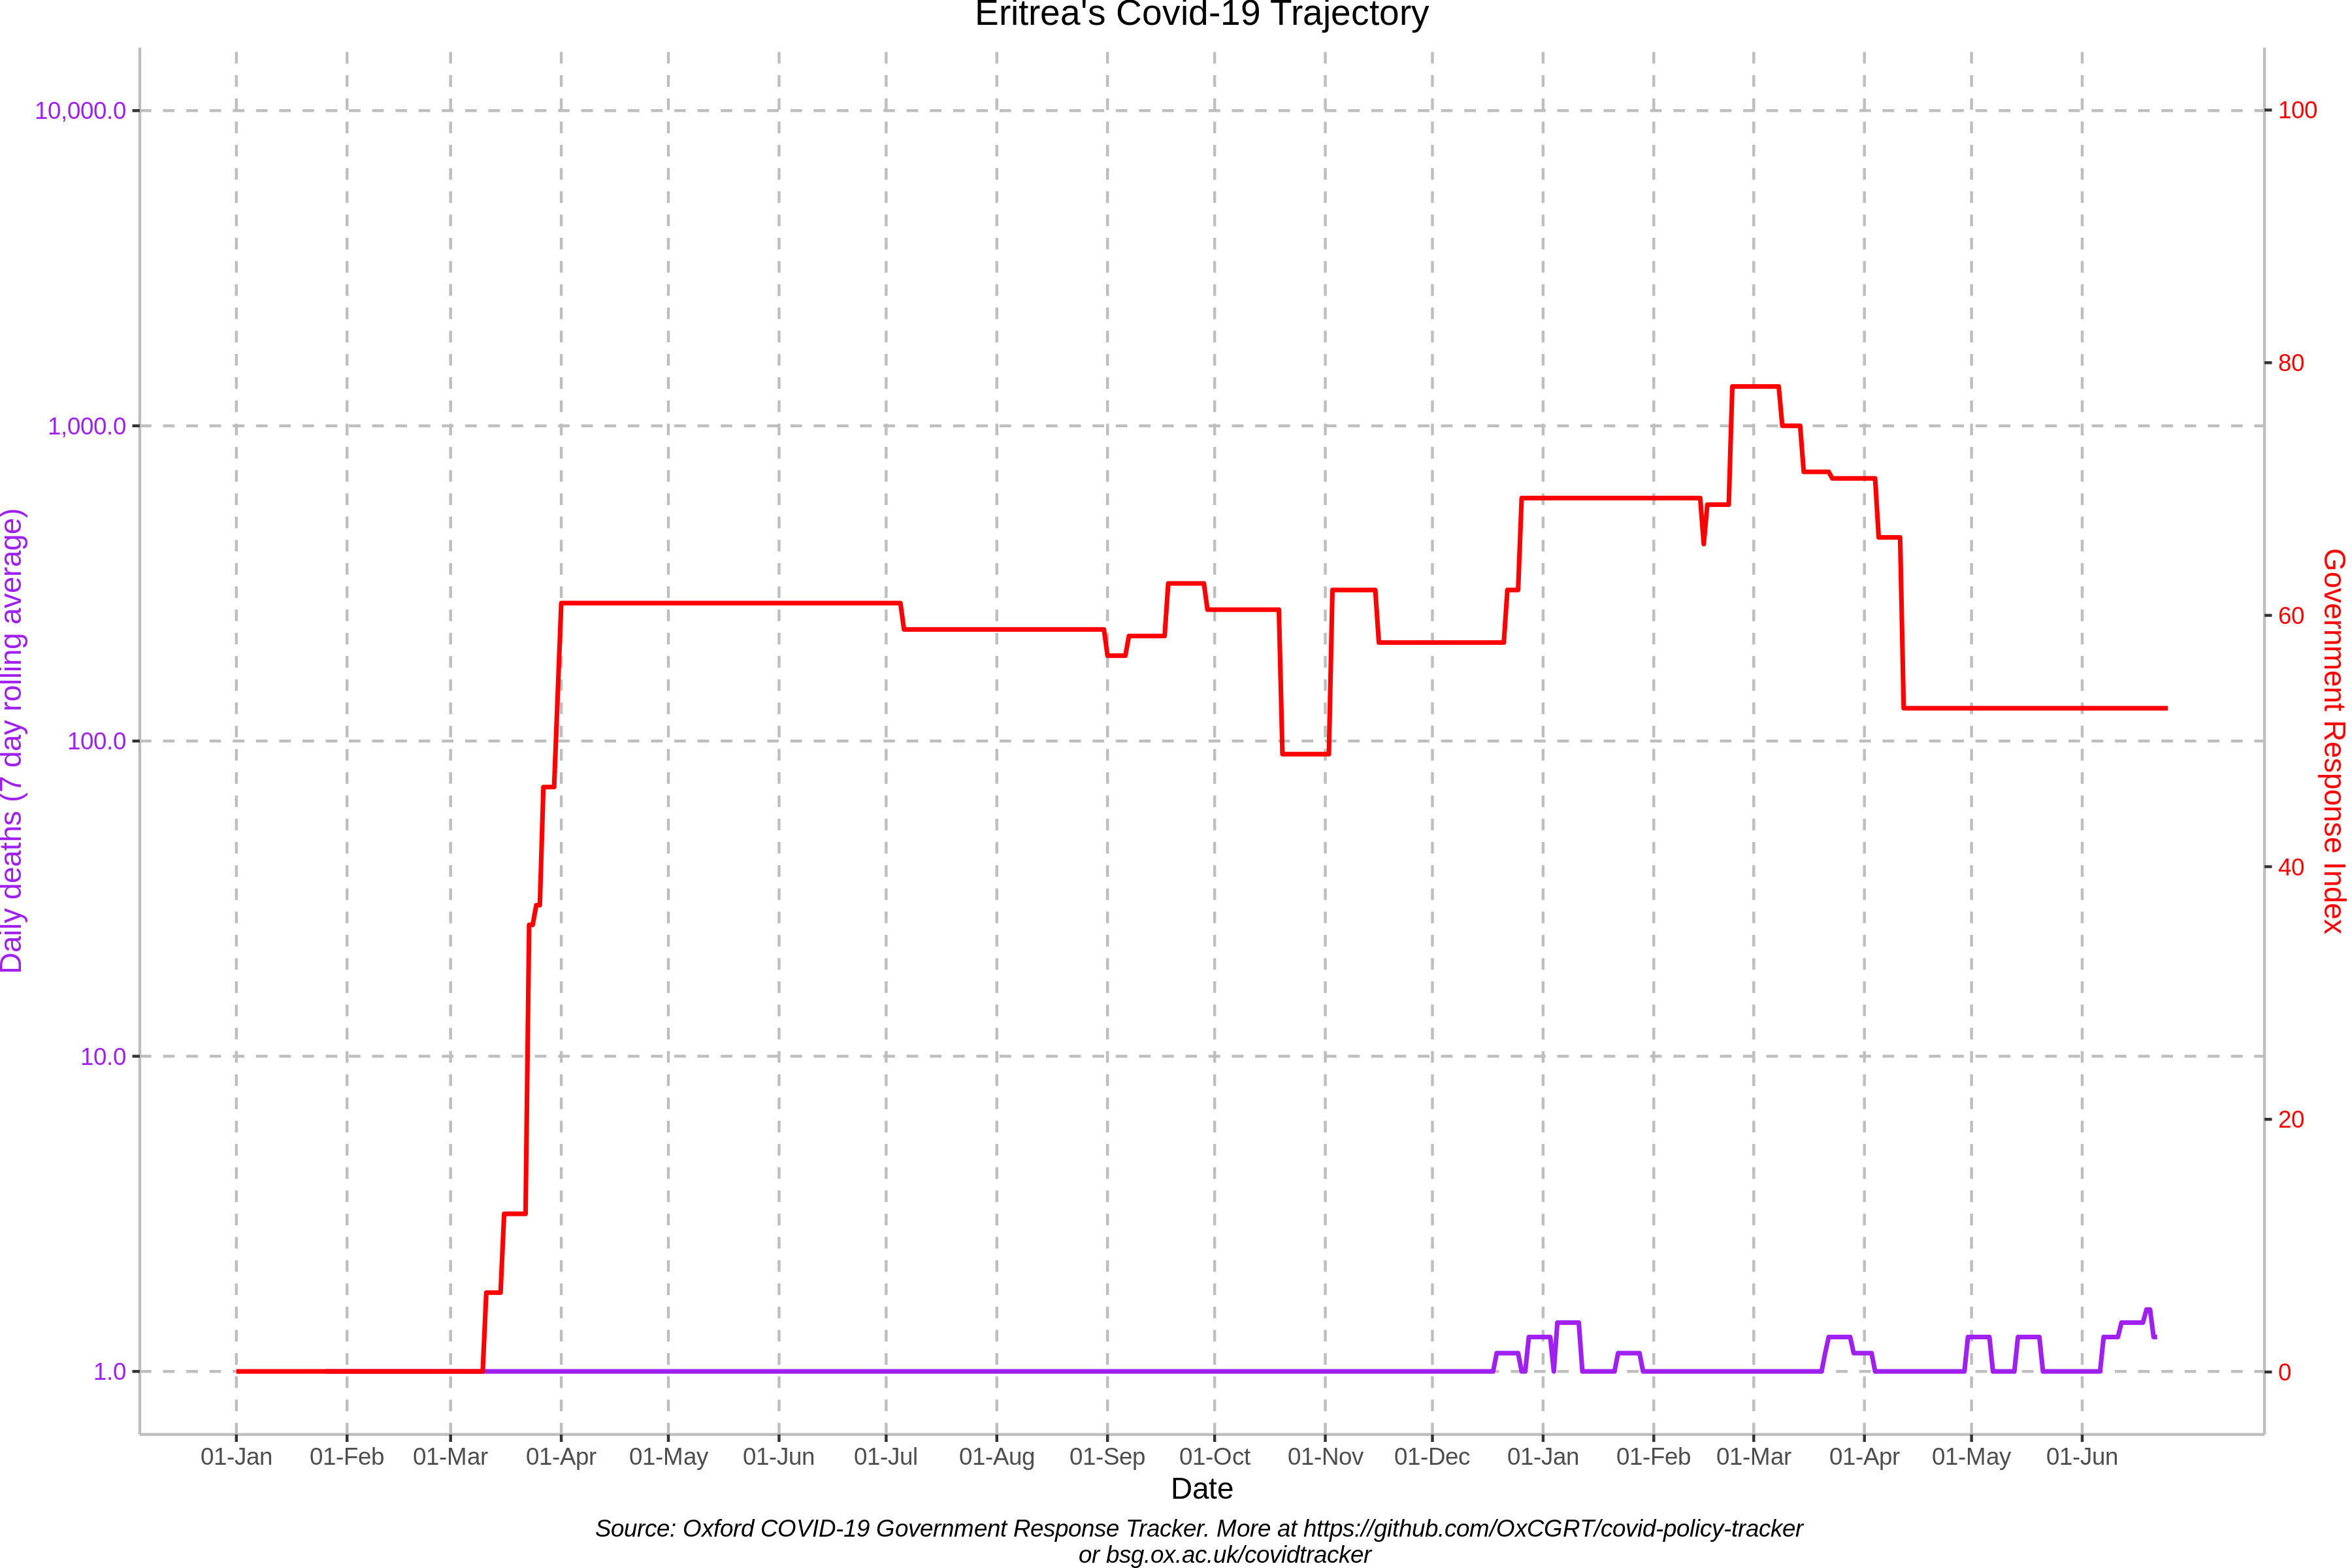 Eritrea's Covid-19 Trajectory
10,000.0
1,000.0
100.0
10.0
1.0
Daily deaths (7 day rolling average)
100
80
60
40
20
0
Government Response Index
01-Jan 01-Feb 01-Mar 01-Apr 01-May 01-Jun 01-Jul 01-Aug 01-Sep 01-Oct 01-Nov 01-Dec 01-Jan 01-Feb 01-Mar 01-Apr 01-May 01-Jun
Date
Source: Oxford COVID-19 Government Response Tracker. More at https://github.com/OxCGRT/covid-policy-tracker
or bsg.ox.ac.uk/covidtracker